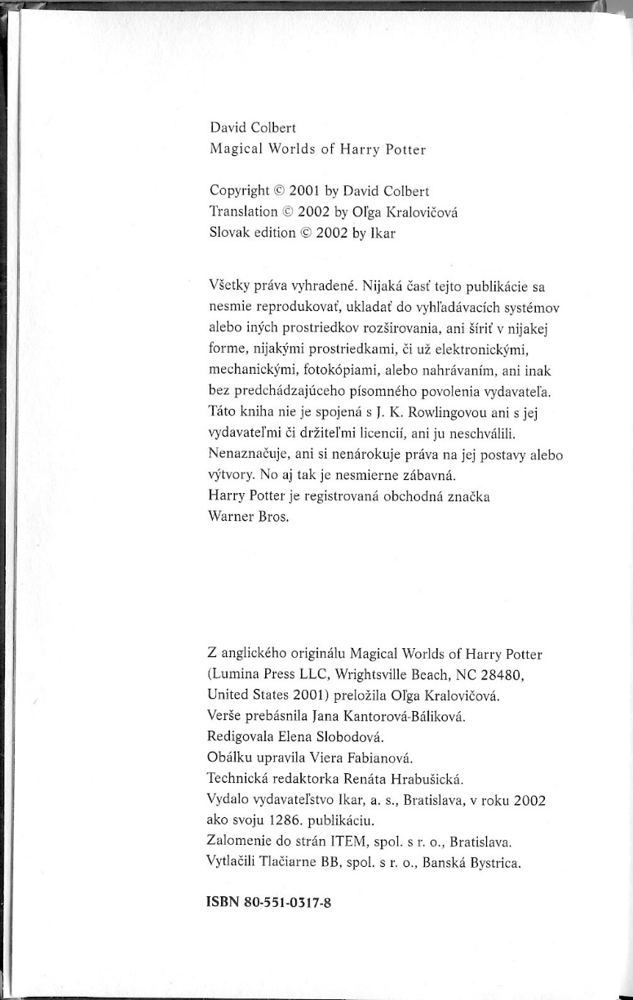 David Colbert
Magical Worlds of Harry Potter
Copyright © 2001 by David Colbert
Translation © 2002 by Oľga Kralovičová
Slovak edition © 2002 by Ikar
Všetky práva vyhradené. Nijaká časť tejto publikácie sa
nesmie reprodukovať, ukladať do vyhľadávacích systémov
alebo iných prostriedkov rozširovania, ani šíriť v nijakej
forme, nijakými prostriedkami, či už elektronickými,
mechanickými, fotokópiami, alebo nahrávaním, ani inak
bez predchádzajúceho písomného povolenia vydavateľa.
Táto kniha nie je spojená s J. K. Rowlingovou ani s jej
vydavateľmi či držiteľmi licencií, ani ju neschválili.
Nenaznačuje, ani si nenárokuje práva na jej postavy alebo
výtvory. No aj tak je nesmierne zábavná.
Harry Potter je registrovaná obchodná značka
Warner Bros.
Z anglického originálu Magical Worlds of Harry Potter
(Lumina Press LLC, Wrightsville Beach, NC 28480,
United States 2001) preložila Oľga Kralovičová.
Verše prebásnila Jana Kantorová-Báliková.
Redigovala Elena Slobodová.
Obálku upravila Viera Fabianová.
Technická redaktorka Renáta Hrabušická.
Vydalo vydavateľstvo Ikar, a. s., Bratislava, v roku 2002
ako svoju 1286. publikáciu.
Zalomenie do strán ITEM, spol. s r. o., Bratislava.
Vytlačili Tlačiarne BB, spol. s r. o., Banská Bystrica.
ISBN 80-551-0317-8